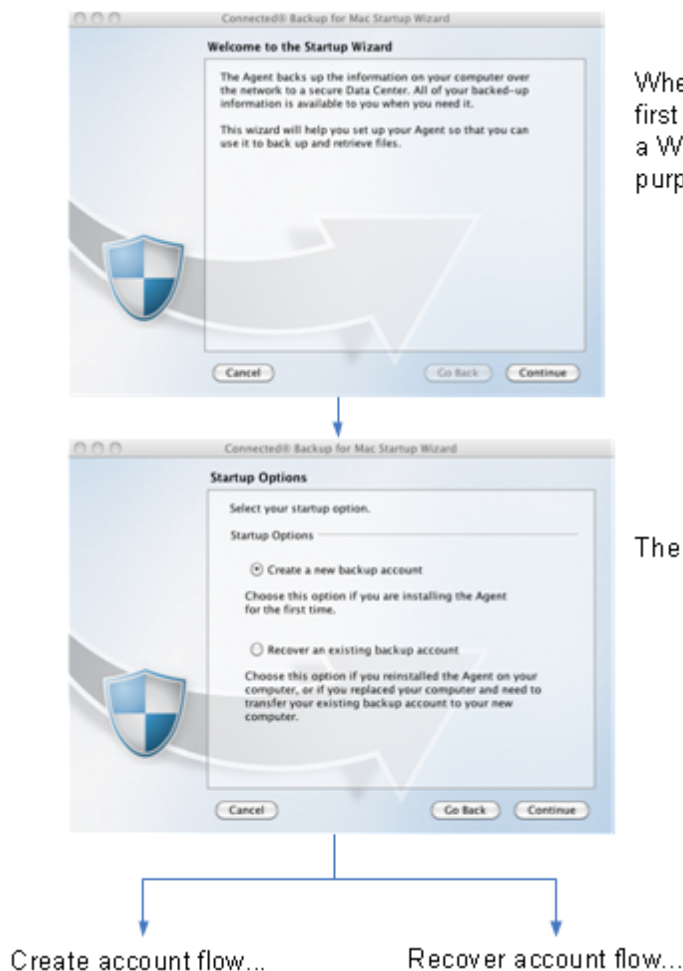 Connected® Backup for Mac Startup Wizard
Welcome to the Startup Wizard
The Agent backs up the information on your computer over
the network to a secure Data Center. All of your backed-up
information is available to you when you need it.
This wizard will help you set up your Agent so that you can
use it to back up and retrieve files.
Cancel
Go Back
Continue
Whe
first
a W
purp
Connected® Backup for Mac Startup Wizard
Startup Options
Select your startup option.
Startup Options
Create a new backup account
Choose this option if you are installing the Agent
for the first time.
Recover an existing backup account
Choose this option if you reinstalled the Agent on your
computer, or if you replaced your computer and need to
transfer your existing backup account to your new
computer.
Cancel
Go Back
Continue
The
Create account flow...
Recover account flow...